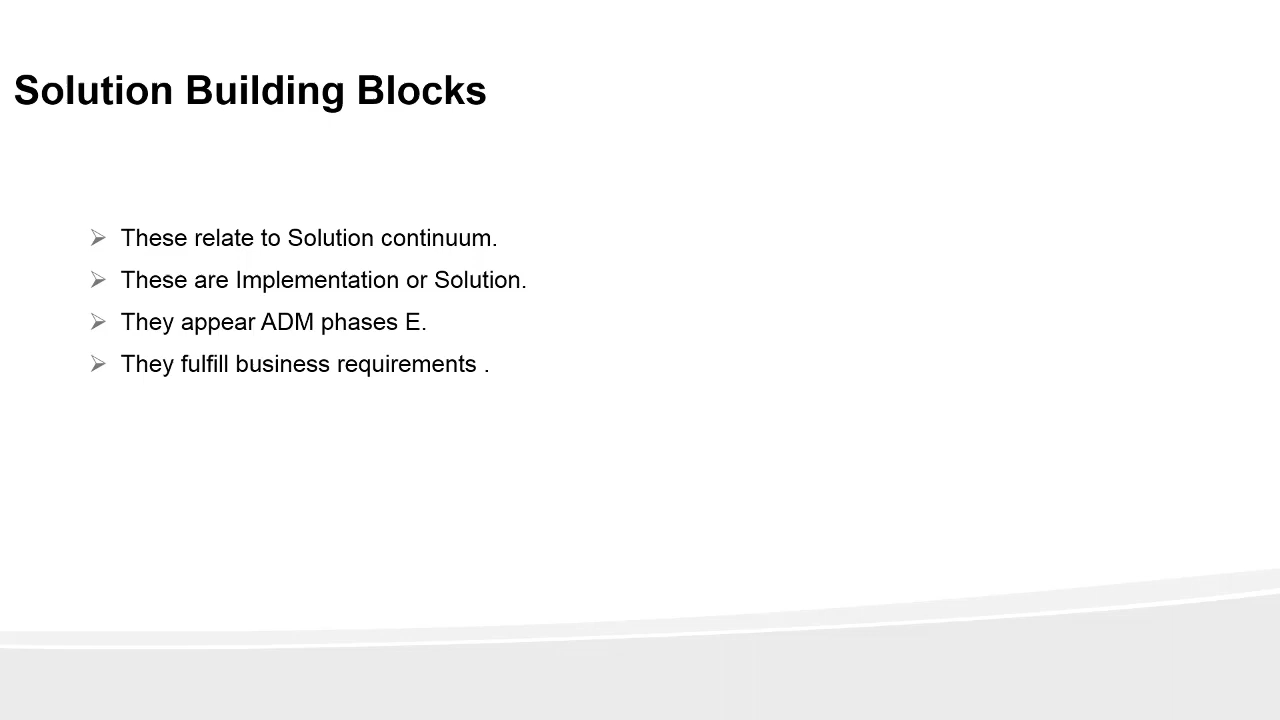 Solution Building Blocks
These relate to Solution continuum.
These are Implementation or Solution.
They appear ADM phases E.
They fulfill business requirements .